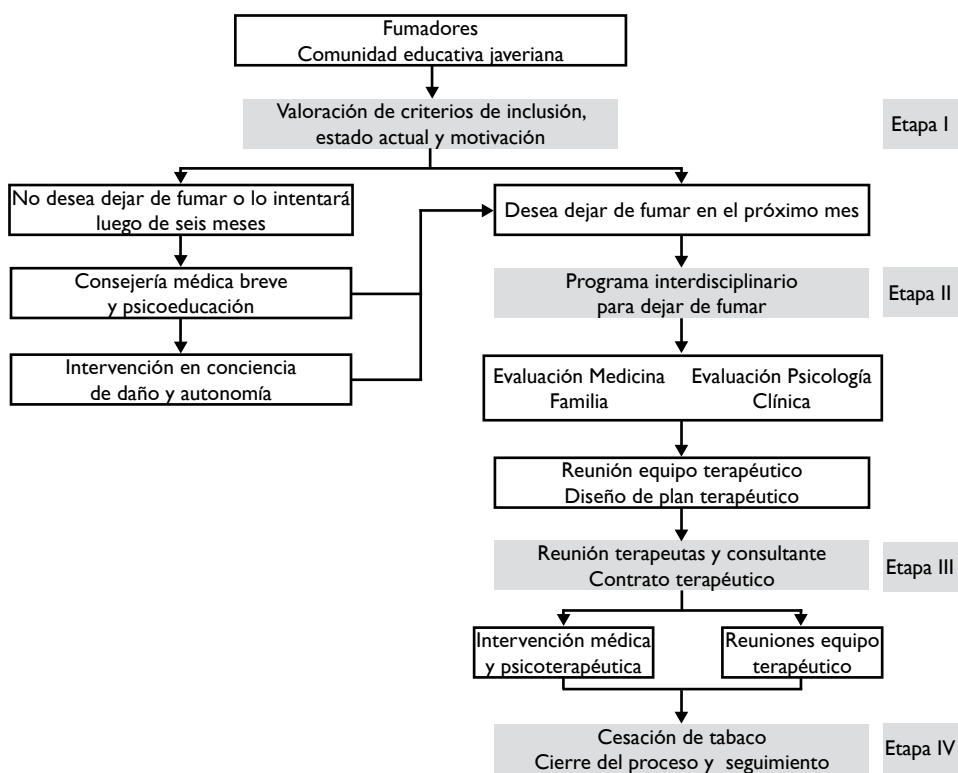 Fumadores
Comunidad educativa javeriana
Valoración de criterios de inclusión,
estado actual y motivación
Etapa I
No desea dejar de fumar o lo intentará
luego de seis meses
Desea dejar de fumar en el próximo mes
Consejería médica breve
y psicoeducación
Programa interdisciplinario
para dejar de fumar
Etapa II
Intervención en conciencia
de daño y autonomía
Evaluación Medicina
Familia
Evaluación Psicología
Clínica
Reunión equipo terapéutico
Diseño de plan terapéutico
Reunión terapeutas y consultante
Contrato terapéutico
Etapa III
Intervención médica
y psicoterapéutica
Reuniones equipo
terapéutico
Cesación de tabaco
Cierre del proceso y seguimiento
Etapa IV